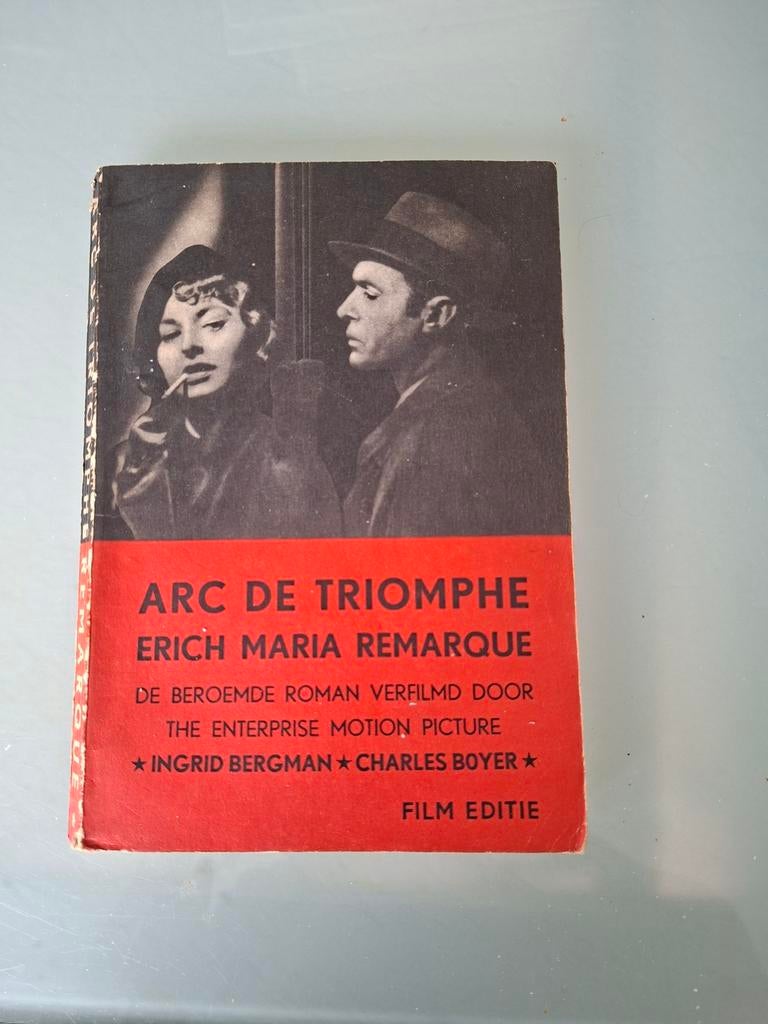 ARC DE TRIOMPHE
ERICH MARIA REMARQUE
DE BEROEMDE ROMAN VERFILMD DOOR
THE ENTERPRISE MOTION PICTURE
★ INGRID BERGMAN ★ CHARLES BOYER ★
FILM EDITIE
REMARQUE